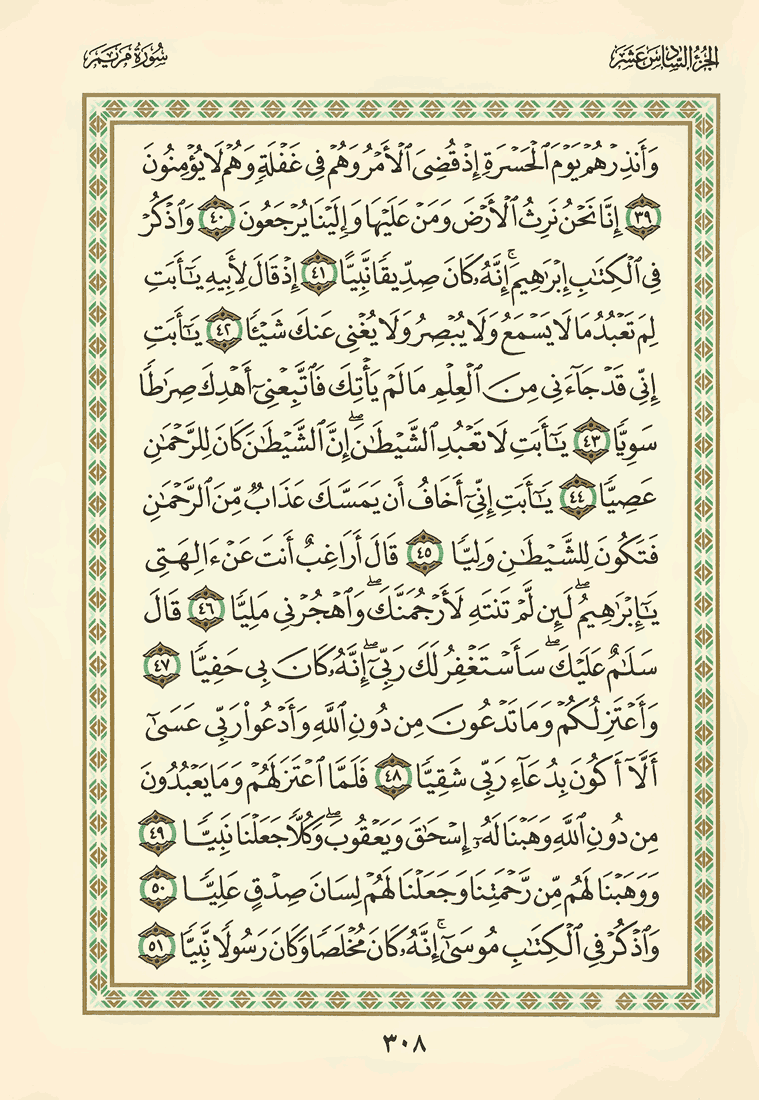 الجزء السادس عشر
سورة مريم
وَأَنذِرْهُمْ يَوْمَ ٱلْحَسْرَةِ إِذْ قُضِىَ ٱلْأَمْرُ وَهُمْ فِى غَفْلَةٍ وَهُمْ لَا يُؤْمِنُونَ
٣٩ إِنَّا نَحْنُ نَرِثُ ٱلْأَرْضَ وَمَنْ عَلَيْهَا وَإِلَيْنَا يُرْجَعُونَ ٤٠ وَٱذْكُرْ
فِى ٱلْكِتَٰبِ إِبْرَٰهِيمَ ۚ إِنَّهُۥ كَانَ صِدِّيقًا نَّبِيًّا ٤١ إِذْ قَالَ لِأَبِيهِ يَٰٓأَبَتِ
لِمَ تَعْبُدُ مَا لَا يَسْمَعُ وَلَا يُبْصِرُ وَلَا يُغْنِى عَنكَ شَيْـًٔا ٤٢ يَٰٓأَبَتِ
إِنِّى قَدْ جَآءَنِى مِنَ ٱلْعِلْمِ مَا لَمْ يَأْتِكَ فَٱتَّبِعْنِىٓ أَهْدِكَ صِرَٰطًا
سَوِيًّا ٤٣ يَٰٓأَبَتِ لَا تَعْبُدِ ٱلشَّيْطَٰنَ ۖ إِنَّ ٱلشَّيْطَٰنَ كَانَ لِلرَّحْمَٰنِ
عَصِيًّا ٤٤ يَٰٓأَبَتِ إِنِّىٓ أَخَافُ أَن يَمَسَّكَ عَذَابٌ مِّنَ ٱلرَّحْمَٰنِ
فَتَكُونَ لِلشَّيْطَٰنِ وَلِيًّا ٤٥ قَالَ أَرَاغِبٌ أَنتَ عَنْ ءَالِهَتِى
يَٰٓإِبْرَٰهِيمُ ۖ لَئِن لَّمْ تَنتَهِ لَأَرْجُمَنَّكَ ۖ وَٱهْجُرْنِى مَلِيًّا ٤٦ قَالَ
سَلَٰمٌ عَلَيْكَ ۖ سَأَسْتَغْفِرُ لَكَ رَبِّىٓ ۖ إِنَّهُۥ كَانَ بِى حَفِيًّا ٤٧
وَأَعْتَزِلُكُمْ وَمَا تَدْعُونَ مِن دُونِ ٱللَّهِ وَأَدْعُوا۟ رَبِّى عَسَىٰٓ
أَلَّآ أَكُونَ بِدُعَآءِ رَبِّى شَقِيًّا ٤٨ فَلَمَّا ٱعْتَزَلَهُمْ وَمَا يَعْبُدُونَ
مِن دُونِ ٱللَّهِ وَهَبْنَا لَهُۥٓ إِسْحَٰقَ وَيَعْقُوبَ ۖ وَكُلًّا جَعَلْنَا نَبِيًّا ٤٩
وَوَهَبْنَا لَهُم مِّن رَّحْمَتِنَا وَجَعَلْنَا لَهُمْ لِسَانَ صِدْقٍ عَلِيًّا ٥٠
وَٱذْكُرْ فِى ٱلْكِتَٰبِ مُوسَىٰٓ ۚ إِنَّهُۥ كَانَ مُخْلَصًا وَكَانَ رَسُولًا نَّبِيًّا ٥١
٣٠٨